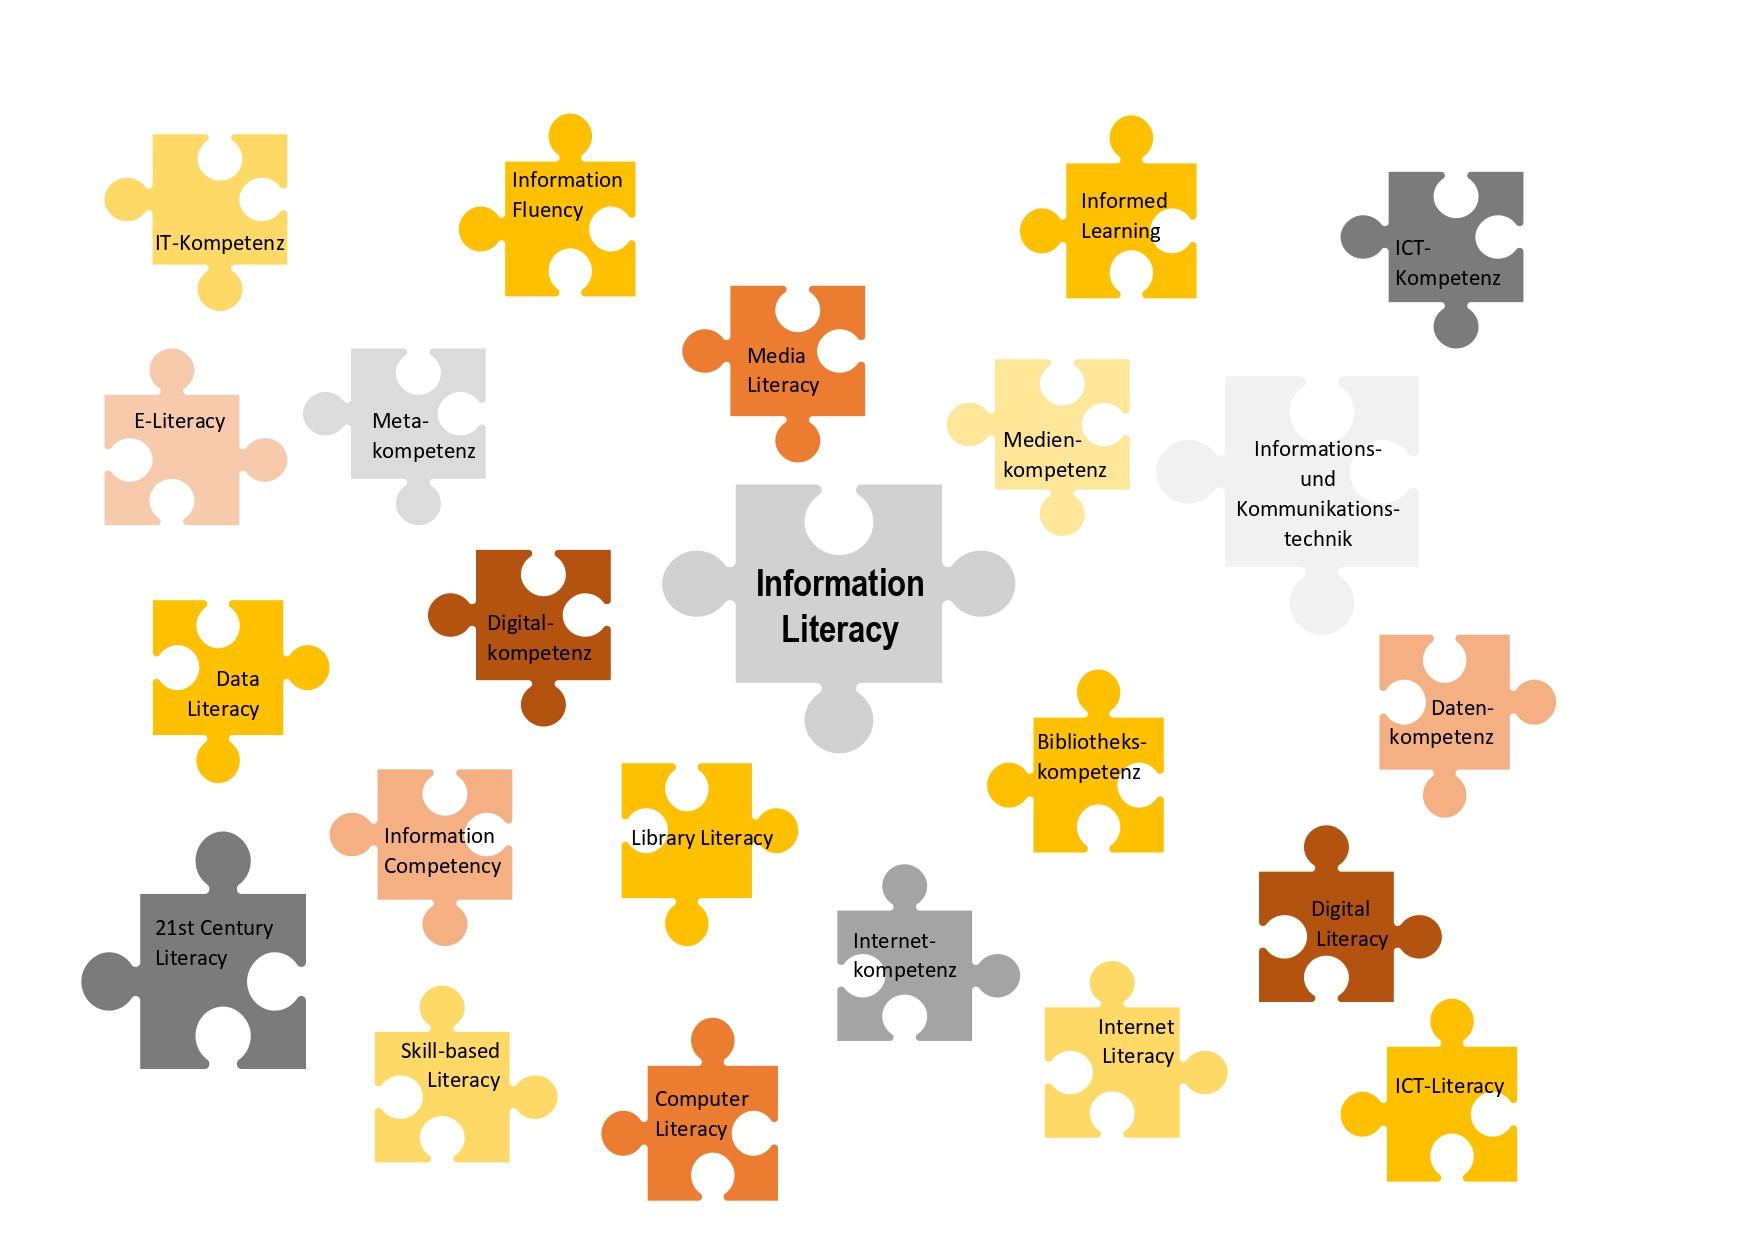 IT-Kompetenz
Information
Fluency
Informed
Learning
ICT-
Kompetenz
Media
Literacy
E-Literacy
Meta-
kompetenz
Medien-
kompetenz
Informations-
und
Kommunikations-
technik
Information
Literacy
Digital-
kompetenz
Data
Literacy
Daten-
kompetenz
Bibliotheks-
kompetenz
Information
Competency
Library Literacy
21st Century
Literacy
Internet-
kompetenz
Digital
Literacy
Skill-based
Literacy
Computer
Literacy
Internet
Literacy
ICT-Literacy